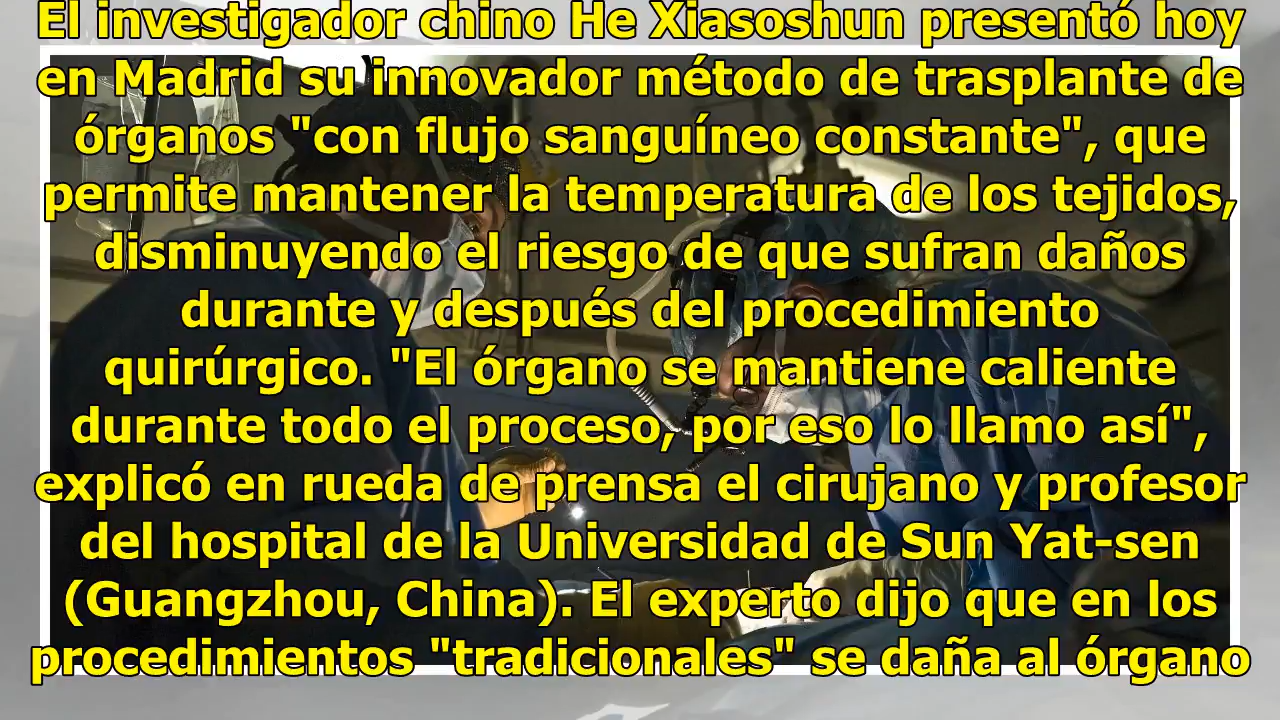 El investigador chino He Xiasoshun presentó hoy
en Madrid su innovador método de trasplante de
órganos "con flujo sanguíneo constante", que
permite mantener la temperatura de los tejidos,
disminuyendo el riesgo de que sufran daños
durante y después del procedimiento
quirúrgico. "El órgano se mantiene caliente
durante todo el proceso, por eso lo llamo así",
explicó en rueda de prensa el cirujano y profesor
del hospital de la Universidad de Sun Yat-sen
(Guangzhou, China). El experto dijo que en los
procedimientos "tradicionales" se daña al órgano